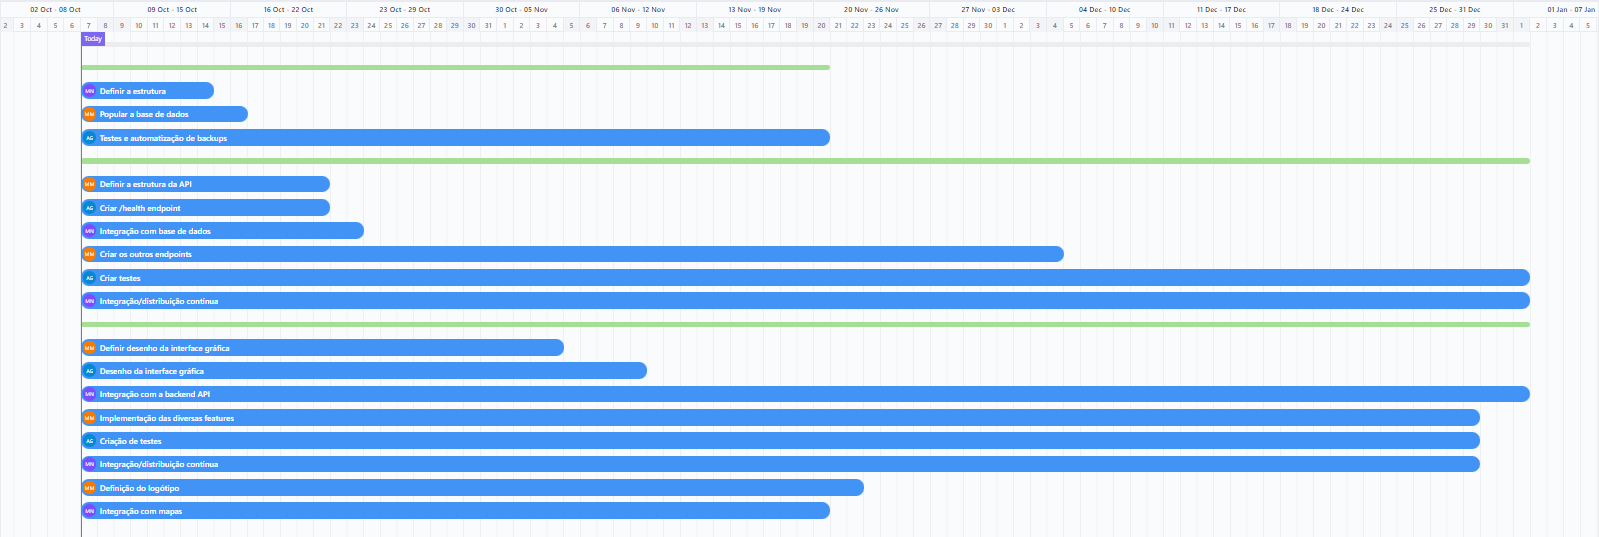 02 Oct - 08 Oct 09 Oct - 15 Oct 16 Oct - 22 Oct 23 Oct - 29 Oct 30 Oct - 05 Nov 06 Nov - 12 Nov 13 Nov - 19 Nov 20 Nov - 26 Nov 27 Nov - 03 Dec 04 Dec - 10 Dec 11 Dec - 17 Dec 18 Dec - 24 Dec 25 Dec - 31 Dec 01 Jan - 07 Jan
2 3 4 5 6 7 8 9 10 11 12 13 14 15 16 17 18 19 20 21 22 23 24 25 26 27 28 29 30 31 1 2 3 4 5 6 7 8 9 10 11 12 13 14 15 16 17 18 19 20 21 22 23 24 25 26 27 28 29 30 1 2 3 4 5 6 7 8 9 10 11 12 13 14 15 16 17 18 19 20 21 22 23 24 25 26 27 28 29 30 31 1 2 3 4 5
Today
MN Definir a estrutura
MM Popular a base de dados
AG Testes e automatização de backups
MM Definir a estrutura da API
AG Criar /health endpoint
MN Integração com base de dados
MM Criar os outros endpoints
AG Criar testes
MN Integração/distribuição contínua
MM Definir desenho da interface gráfica
AG Desenho da interface gráfica
MN Integração com a backend API
MM Implementação das diversas features
AG Criação de testes
MN Integração/distribuição contínua
MM Definição do logótipo
MN Integração com mapas